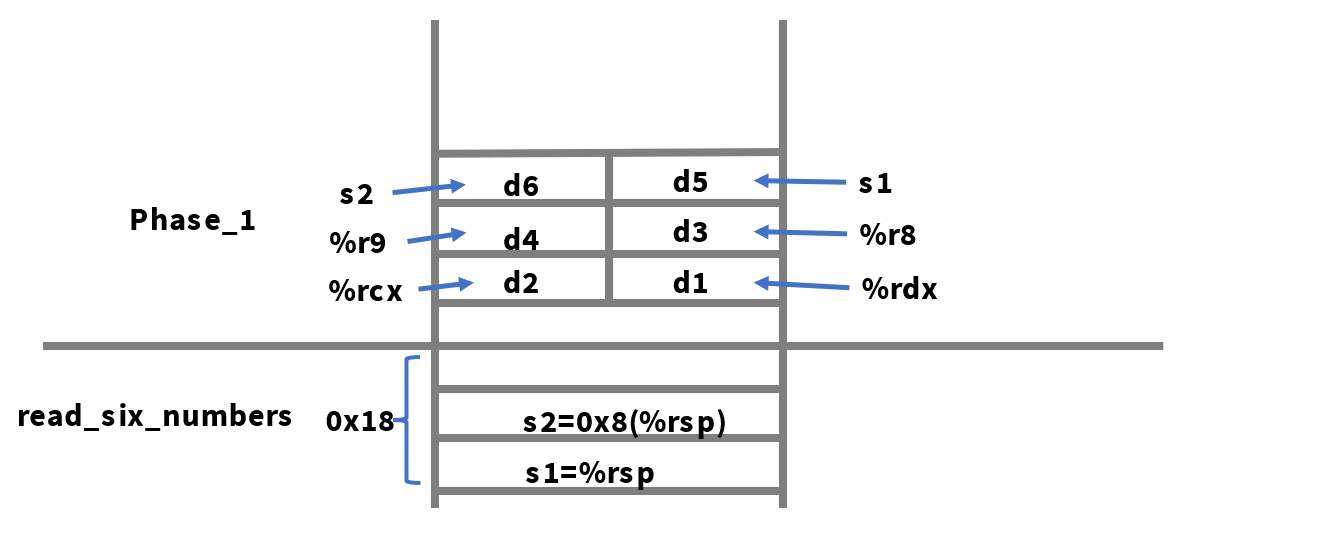 s2 d6 d5 s1
Phase_1
%r9 d4 d3 %r8
%rcx d2 d1 %rdx
read_six_numbers 0x18 s2=0x8(%rsp)
s1=%rsp